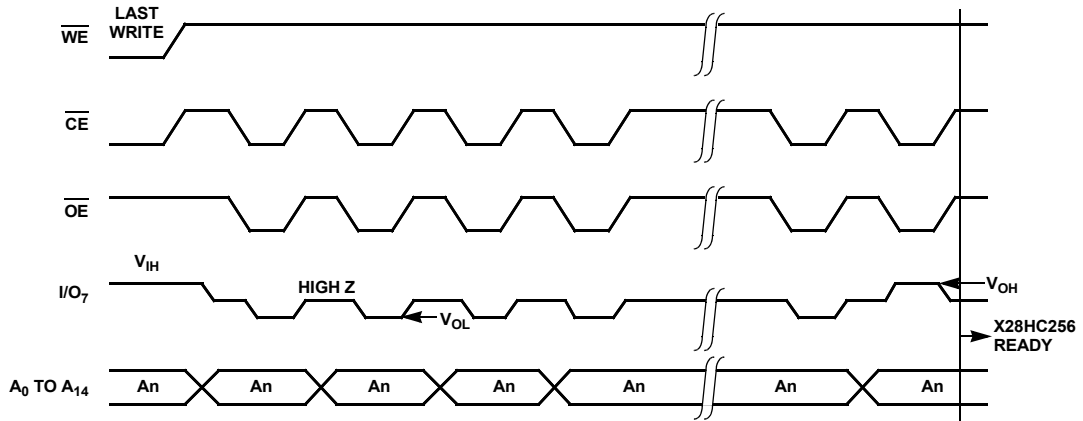 LAST
WRITE
WE
CE
OE
VIH
I/O7
HIGH Z
VOL
VOH
X28HC256
READY
A0 TO A14
An An An An An An An